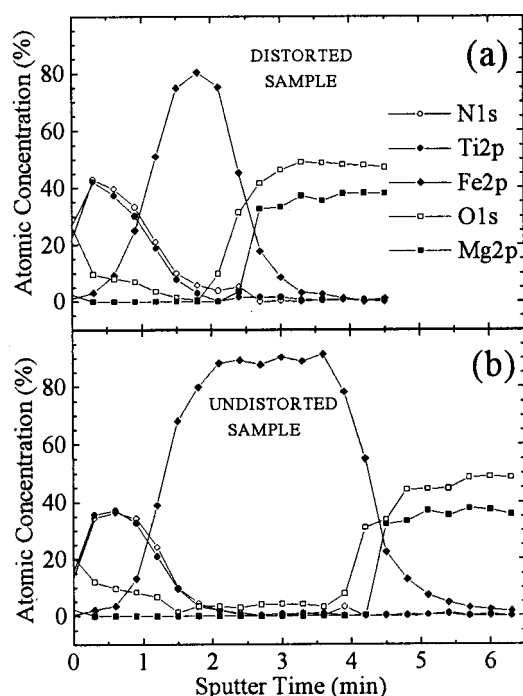 (a)
DISTORTED
SAMPLE
N1s
Ti2p
Fe2p
O1s
Mg2p
80
60
40
20
0
Atomic Concentration (%)
(b)
UNDISTORTED
SAMPLE
80
60
40
20
0
Atomic Concentration (%)
0 1 2 3 4 5 6
Sputter Time (min)